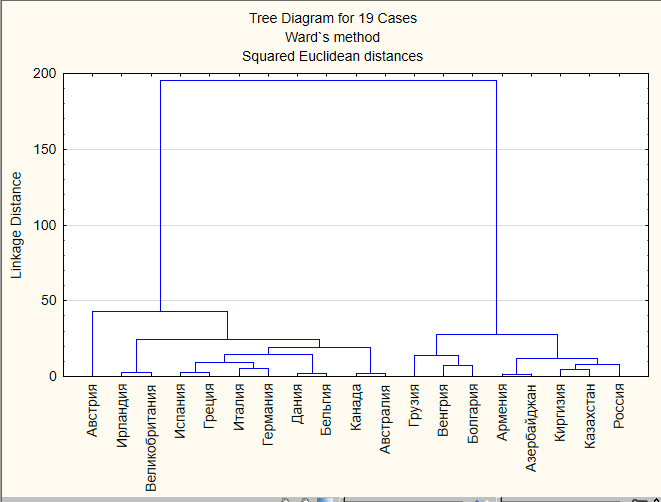 Tree Diagram for 19 Cases
Ward`s method
Squared Euclidean distances
200
150
100
50
0
Linkage Distance
Австрия
Ирландия
Великобритания
Испания
Греция
Италия
Германия
Дания
Бельгия
Канада
Австралия
Грузия
Венгрия
Болгария
Армения
Азербайджан
Киргизия
Казахстан
Россия